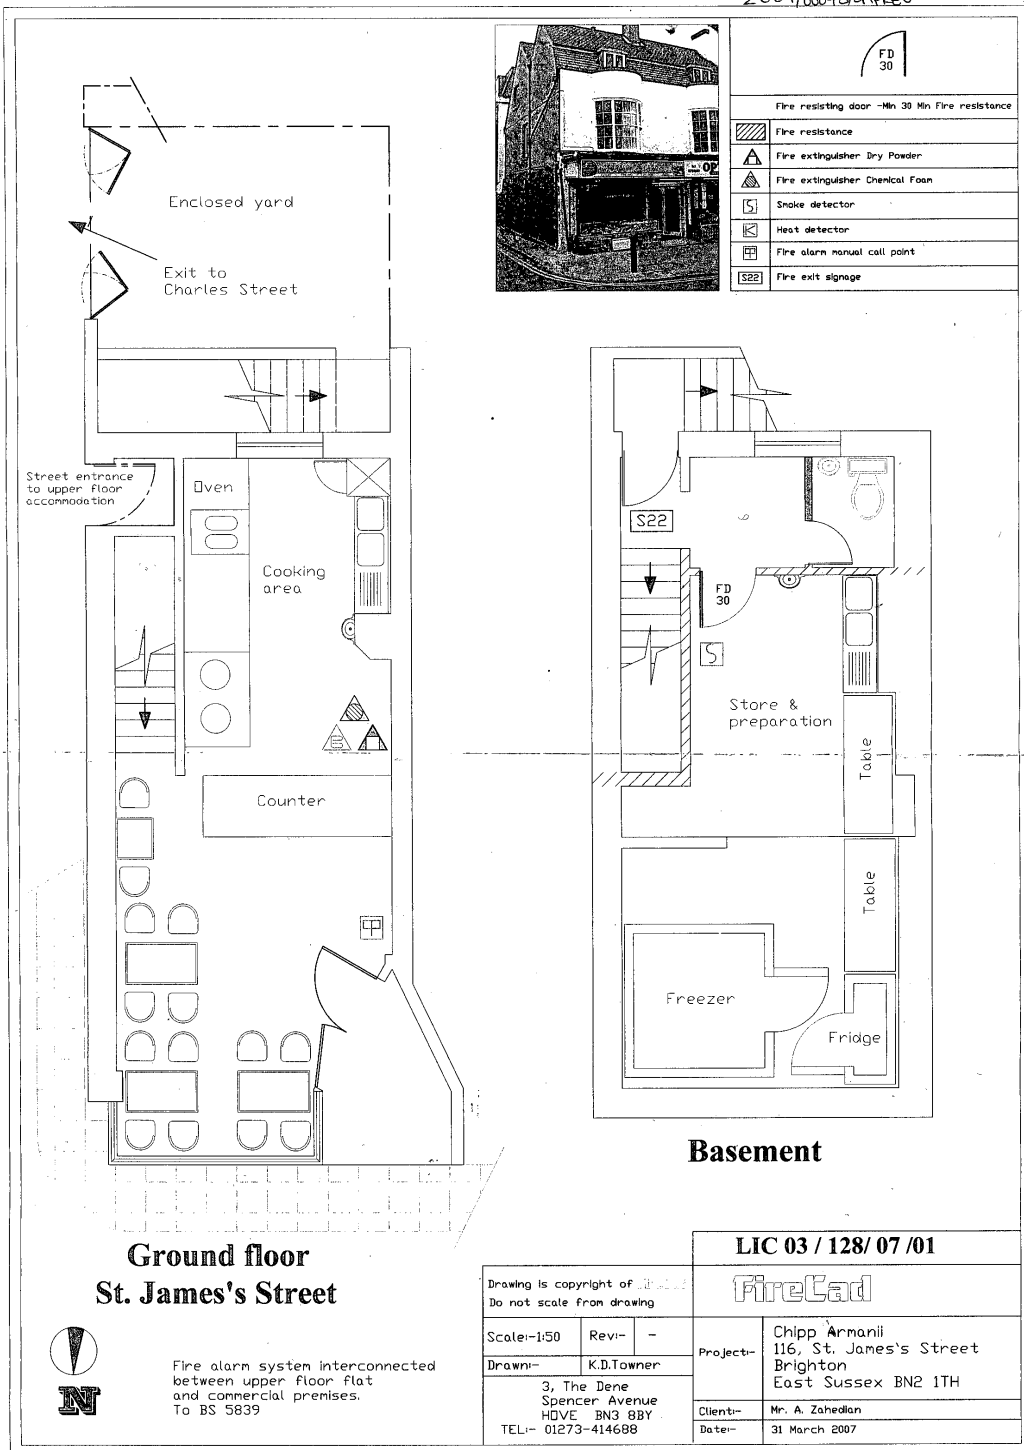 FD
30
Fire resisting door -Min 30 Min Fire resistance
Fire resistance
Fire extinguisher Dry Powder
Fire extinguisher Chemical Foam
S
Smoke detector
Heat detector
Fire alarm manual call point
S22
Fire exit signage
OP
Enclosed yard
Exit to
Charles Street
Street entrance
to upper floor
accommodation
Oven
Cooking
area
Counter
S22
FD
30
S
Store &
preparation
Table
Table
Freezer
Fridge
Basement
Ground floor
St. James's Street
N
Fire alarm system interconnected
between upper floor flat
and commercial premises.
To BS 5839
LIC 03 / 128/ 07 /01
Drawing is copyright of
Do not scale from drawing
FireCad
Scale:-1:50
Rev:-
-
Drawn:-
K.D.Towner
3, The Dene
Spencer Avenue
HOVE BN3 8BY
TEL:- 01273-414688
Project:-
Chipp Armanii
116, St. James's Street
Brighton
East Sussex BN2 1TH
Client:-
Mr. A. Zahedian
Date:-
31 March 2007